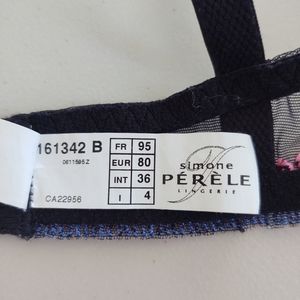 161342 B
0611595Z
CA22956
FR 95
EUR 80
INT 36
I 4
simone
PÉRÈLE
LINGERIE